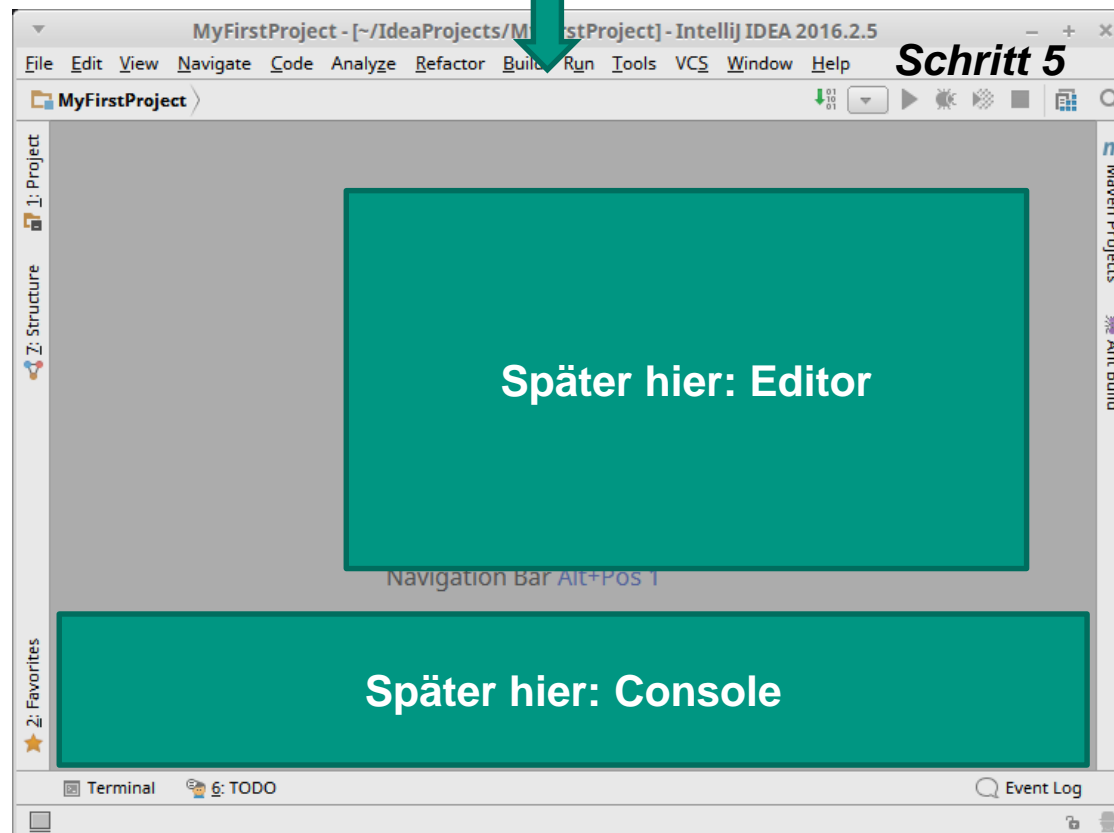 MyFirstProject - [~/IdeaProjects/M stProject] - IntelliJ IDEA 2016.2.5
File Edit View Navigate Code Analyze Refactor Build Run Tools VCS Window Help
Schritt 5
MyFirstProject
1: Project
Maven Projects
Später hier: Editor
7: Structure
Ant Build
Navigation Bar Alt+Pos 1
Später hier: Console
2: Favorites
Terminal 6: TODO Event Log